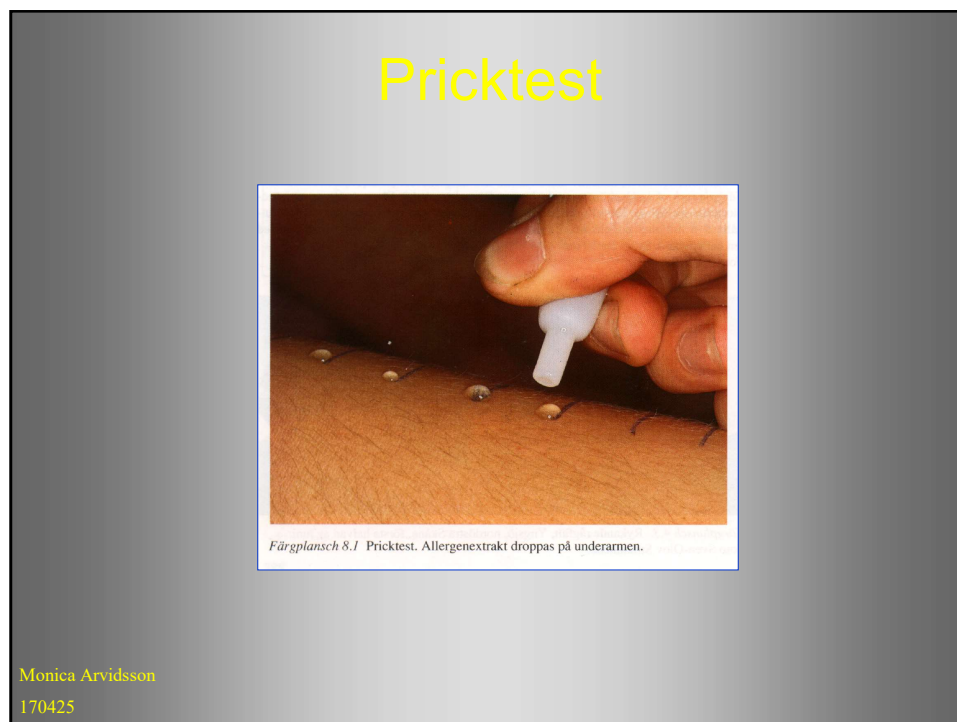 Pricktest
Färgplansch 8.1 Pricktest. Allergenextrakt droppas på underarmen.
Monica Arvidsson
170425